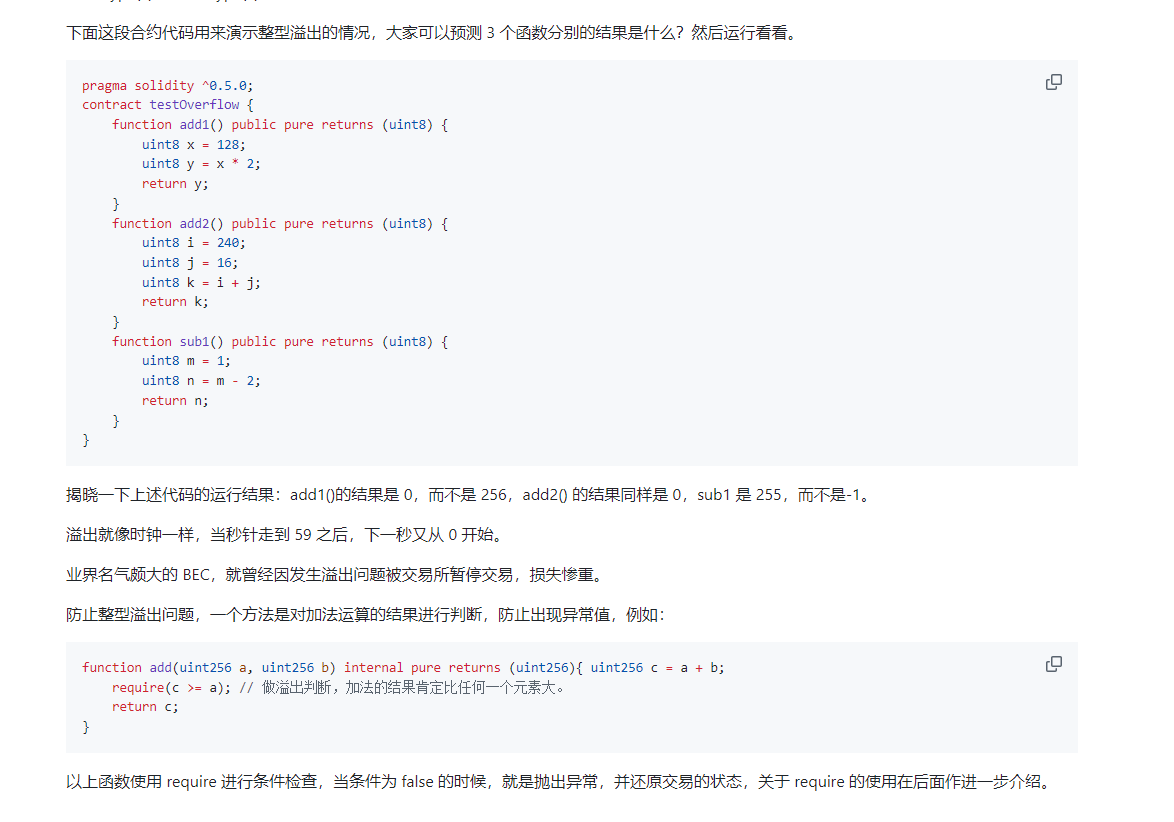 下面这段合约代码用来演示整型溢出的情况，大家可以预测 3 个函数分别的结果是什么？然后运行看看。
pragma solidity ^0.5.0;
contract testOverflow {
    function add1() public pure returns (uint8) {
        uint8 x = 128;
        uint8 y = x * 2;
        return y;
    }
    function add2() public pure returns (uint8) {
        uint8 i = 240;
        uint8 j = 16;
        uint8 k = i + j;
        return k;
    }
    function sub1() public pure returns (uint8) {
        uint8 m = 1;
        uint8 n = m - 2;
        return n;
    }
}
揭晓一下上述代码的运行结果：add1()的结果是 0，而不是 256，add2() 的结果同样是 0，sub1 是 255，而不是-1。
溢出就像时钟一样，当秒针走到 59 之后，下一秒又从 0 开始。
业界名气颇大的 BEC，就曾经因发生溢出问题被交易所暂停交易，损失惨重。
防止整型溢出问题，一个方法是对加法运算的结果进行判断，防止出现异常值，例如：
function add(uint256 a, uint256 b) internal pure returns (uint256){ uint256 c = a + b;
    require(c >= a); // 做溢出判断，加法的结果肯定比任何一个元素大。
    return c;
}
以上函数使用 require 进行条件检查，当条件为 false 的时候，就是抛出异常，并还原交易的状态，关于 require 的使用在后面作进一步介绍。